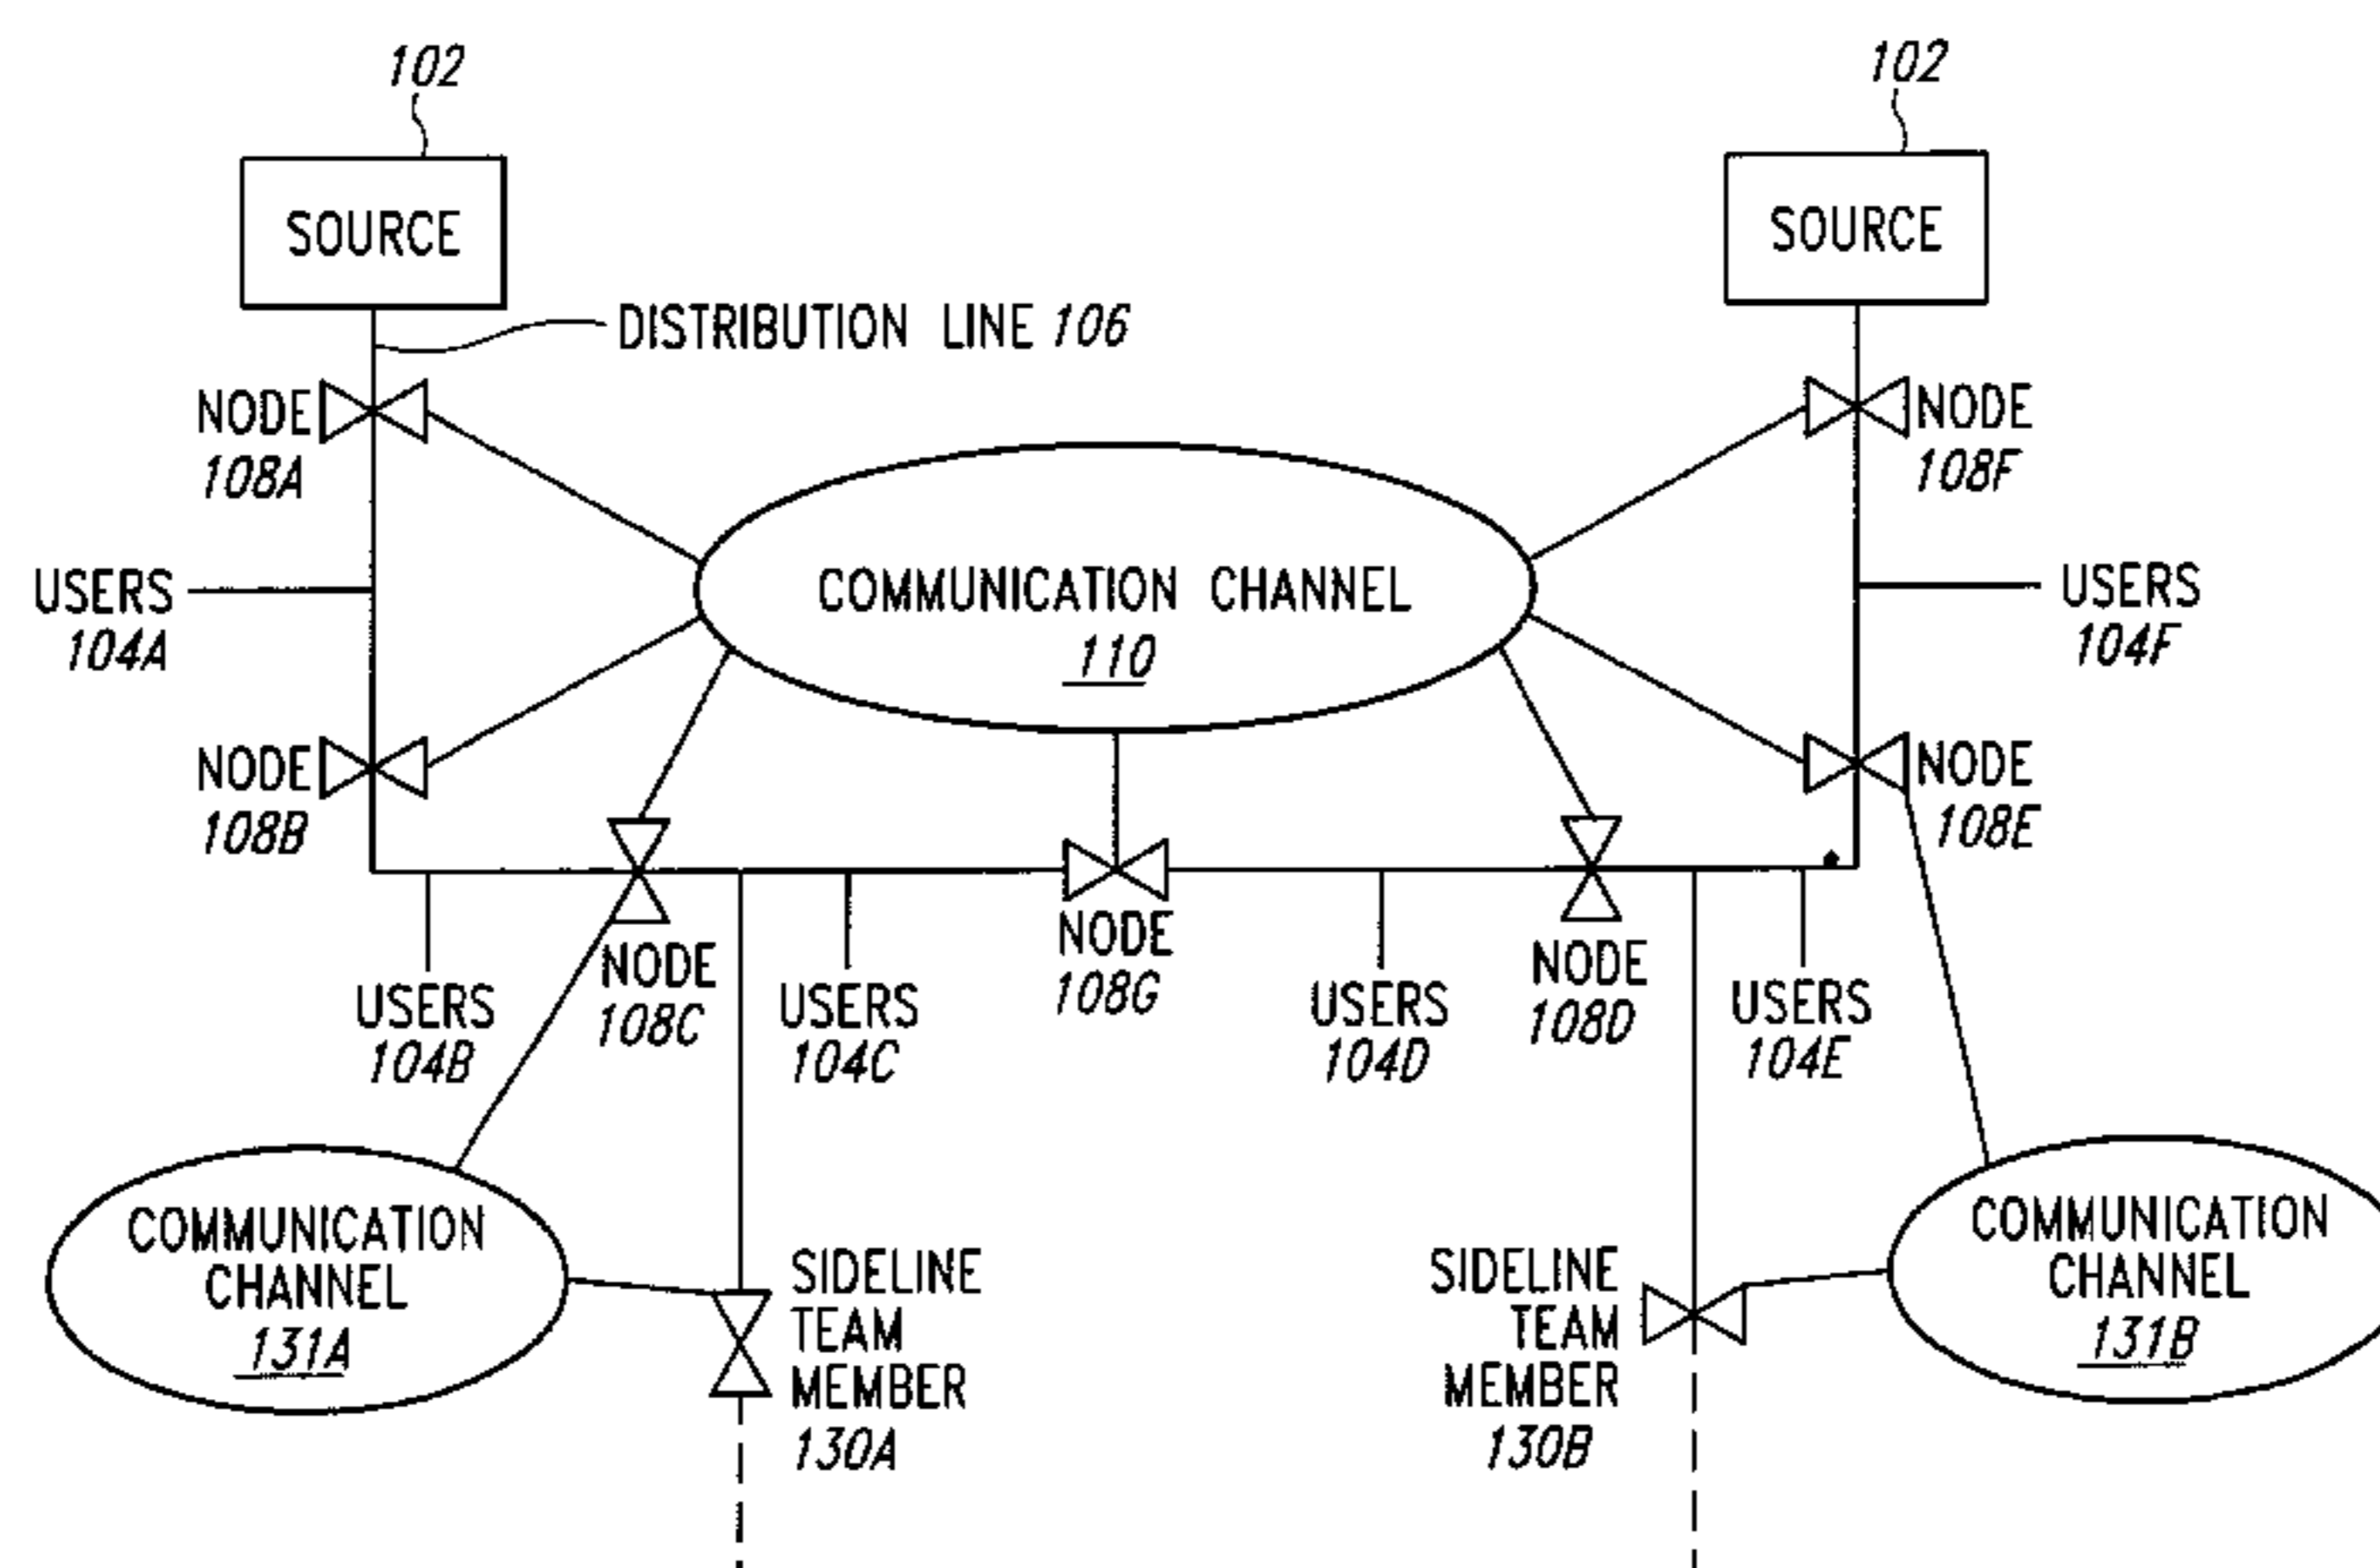 102
102
SOURCE
SOURCE
DISTRIBUTION LINE 106
NODE
108A
NODE
108F
USERS
104A
COMMUNICATION CHANNEL
110
USERS
104F
NODE
108B
NODE
108E
USERS
104B
NODE
108C
USERS
104C
NODE
108G
USERS
104D
NODE
108D
USERS
104E
COMMUNICATION
CHANNEL
131A
SIDELINE
TEAM
MEMBER
130A
SIDELINE
TEAM
MEMBER
130B
COMMUNICATION
CHANNEL
131B